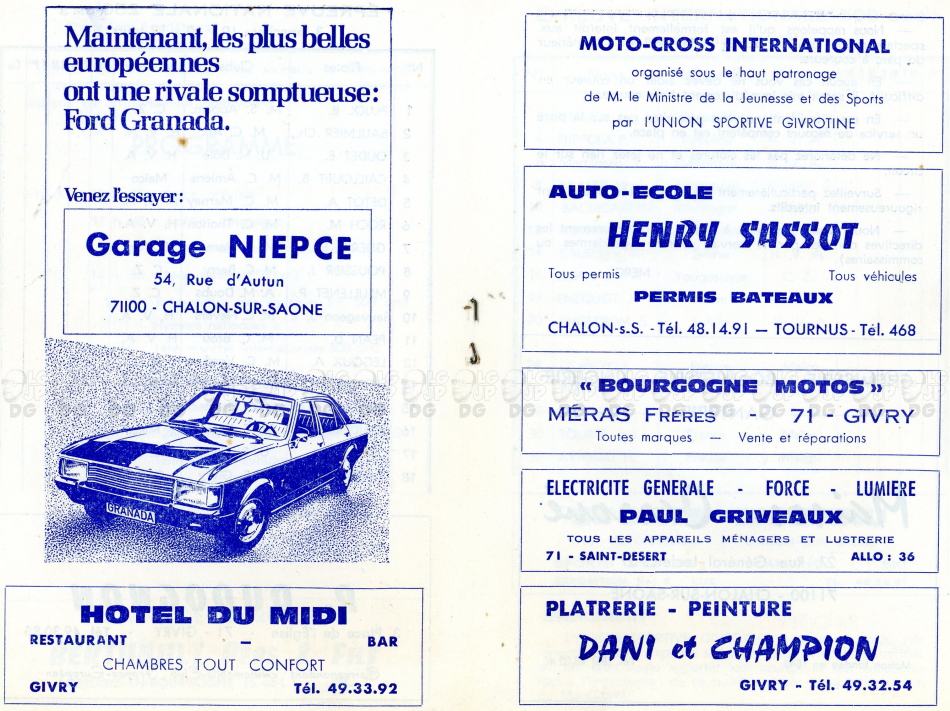 Maintenant, les plus belles
européennes
ont une rivale somptueuse:
Ford Granada.
Venez l'essayer:
Garage NIEPCE
54, Rue d'Autun
71100 - CHALON-SUR-SAONE
GRANADA
HOTEL DU MIDI
RESTAURANT — BAR
CHAMBRES TOUT CONFORT
GIVRY Tél. 49.33.92
MOTO-CROSS INTERNATIONAL
organisé sous le haut patronage
de M. le Ministre de la Jeunesse et des Sports
par l'UNION SPORTIVE GIVROTINE
AUTO-ECOLE
HENRY SASSOT
Tous permis Tous véhicules
PERMIS BATEAUX
CHALON-s.S. - Tél. 48.14.91 — TOURNUS - Tél. 468
« BOURGOGNE MOTOS »
MÉRAS FRÈRES - 71 - GIVRY
Toutes marques — Vente et réparations
ELECTRICITE GENERALE - FORCE - LUMIERE
PAUL GRIVEAUX
TOUS LES APPAREILS MÉNAGERS ET LUSTRERIE
71 - SAINT-DESERT ALLO : 36
PLATRERIE - PEINTURE
DANI et CHAMPION
GIVRY - Tél. 49.32.54